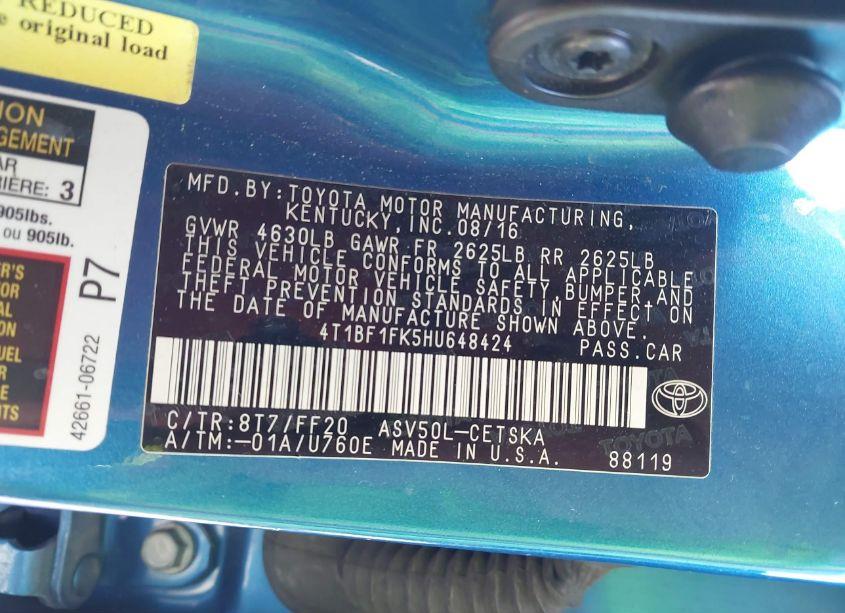 REDUCED
e original load
ION
GEMENT
AR
RIERE: 3
905lbs.
ou 905lb.
P7
42661-06722
MFD.BY:TOYOTA MOTOR MANUFACTURING,
KENTUCKY,INC.08/16
GVWR 4630LB GAWR FR 2625LB RR 2625LB
THIS VEHICLE CONFORMS TO ALL APPLICABLE
FEDERAL MOTOR VEHICLE SAFETY,BUMPER,AND
THEFT PREVENTION STANDARDS IN EFFECT ON
THE DATE OF MANUFACTURE SHOWN ABOVE.
4T1BF1FK5HU648424 PASS.CAR
C/TR:8T7/FF20 ASV50L-CETSKA
A/TM:-01A/U760E MADE IN U.S.A. 88119
TOYOTA